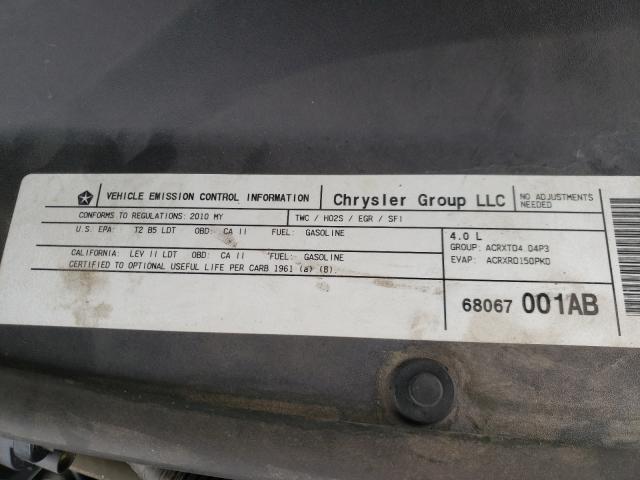 VEHICLE EMISSION CONTROL INFORMATION
Chrysler Group LLC
NO ADJUSTMENTS
NEEDED
CONFORMS TO REGULATIONS: 2010 MY
TWC / HO2S / EGR / SFI
U.S. EPA: T2 B5 LDT OBD: CA II FUEL: GASOLINE
CALIFORNIA: LEV II LDT OBD: CA II FUEL: GASOLINE
CERTIFIED TO OPTIONAL USEFUL LIFE PER CARB 1961 (a) (8).
4.0 L
GROUP: ACRXT04.04P3
EVAP: ACRXR0150PK0
68067 001AB